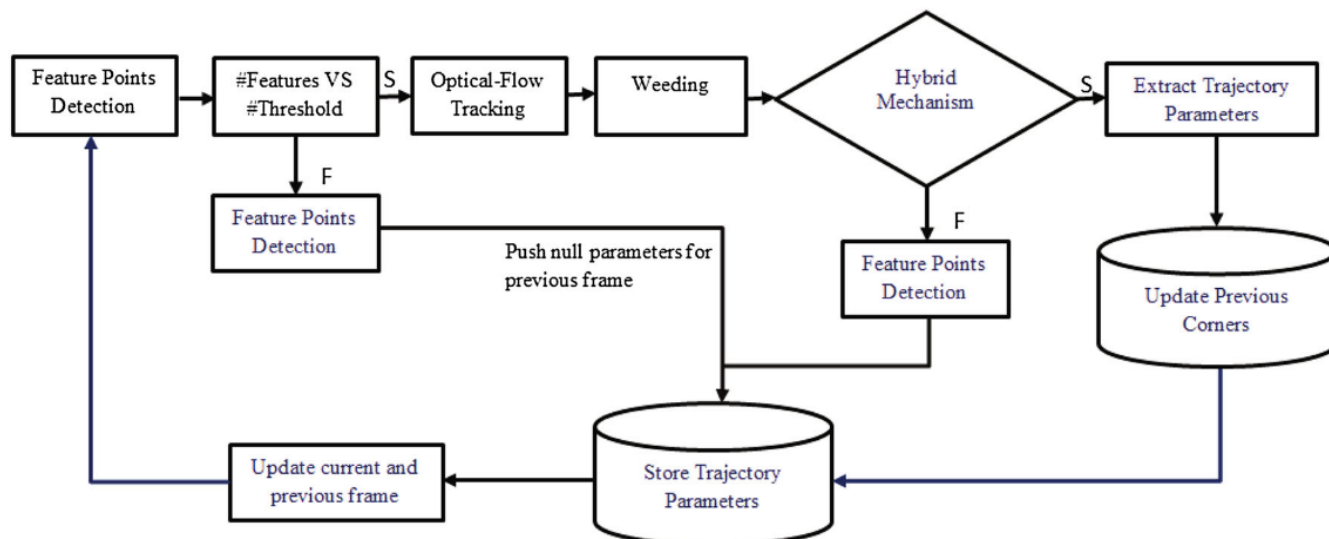 Feature Points
Detection
#Features VS
#Threshold
S
Optical-Flow
Tracking
Weeding
Hybrid
Mechanism
S
Extract Trajectory
Parameters
F
Feature Points
Detection
Push null parameters for
previous frame
F
Feature Points
Detection
Update Previous
Corners
Update current and
previous frame
Store Trajectory
Parameters